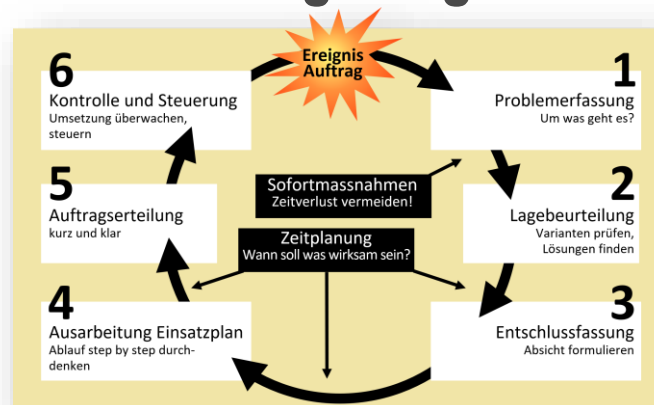 Ereignis
Auftrag
1
Problemerfassung
Um was geht es?
2
Lagebeurteilung
Varianten prüfen,
Lösungen finden
3
Entschlussfassung
Absicht formulieren
4
Ausarbeitung Einsatzplan
Ablauf step by step durch-
denken
5
Auftragserteilung
kurz und klar
6
Kontrolle und Steuerung
Umsetzung überwachen,
steuern
Sofortmassnahmen
Zeitverlust vermeiden!
Zeitplanung
Wann soll was wirksam sein?